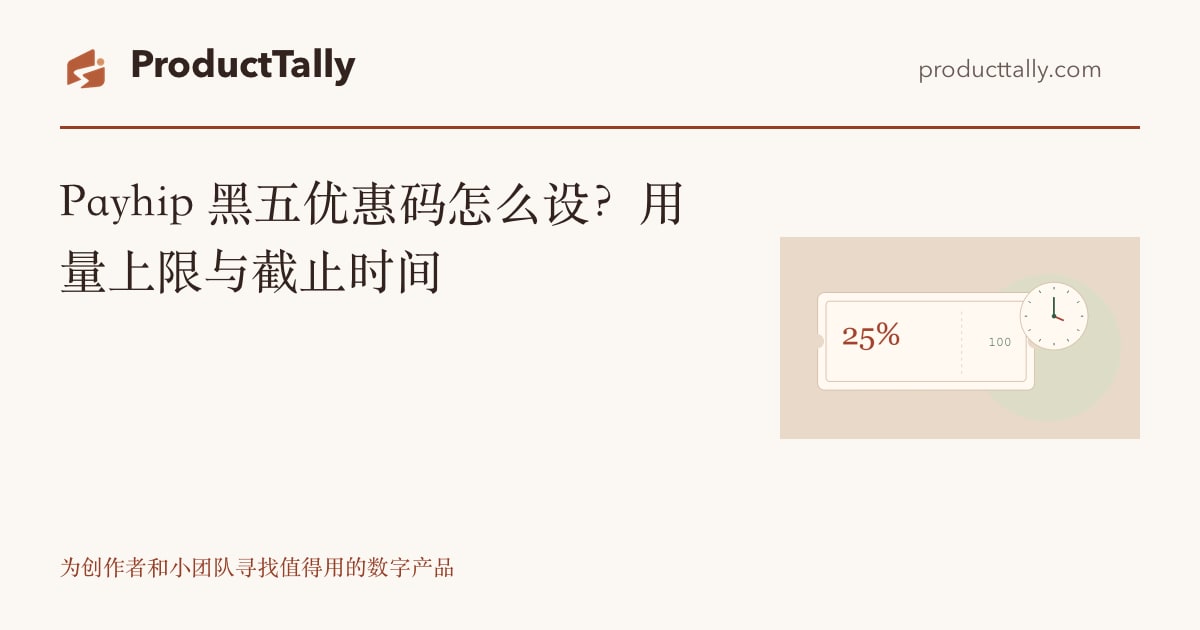 ProductTally
producttally.com
Payhip 黑五优惠码怎么设？用
量上限与截止时间
25%
100
为创作者和小团队寻找值得用的数字产品